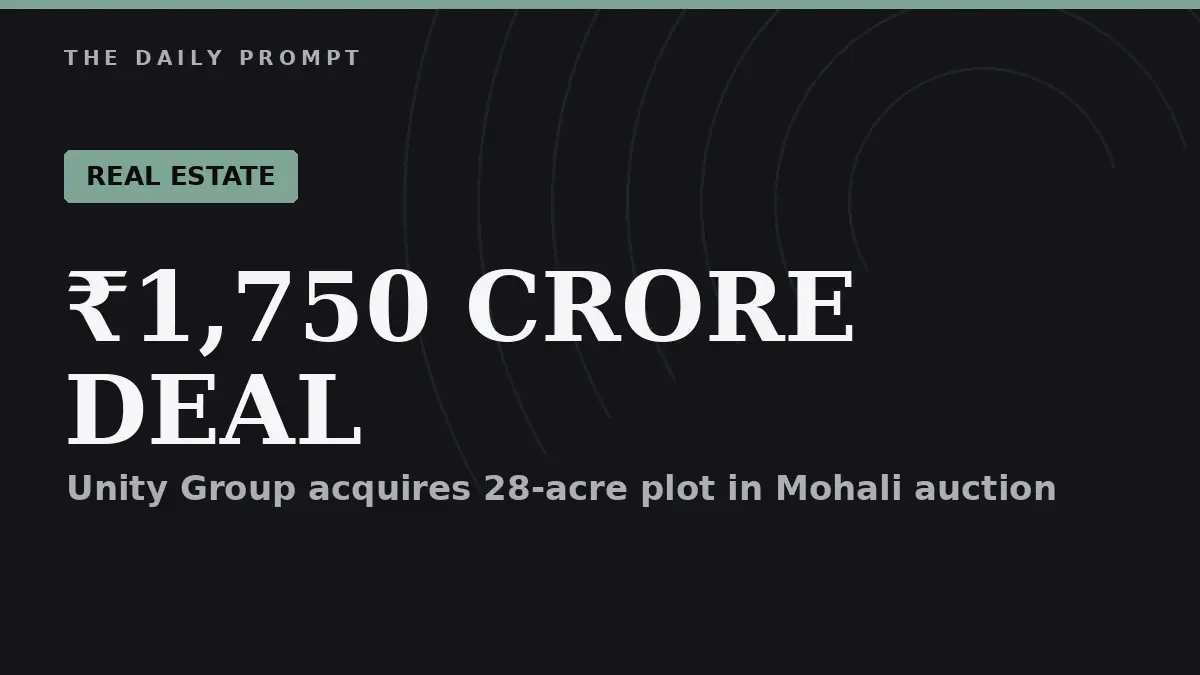 THE DAILY PROMPT
REAL ESTATE
₹1,750 CRORE
DEAL
Unity Group acquires 28-acre plot in Mohali auction